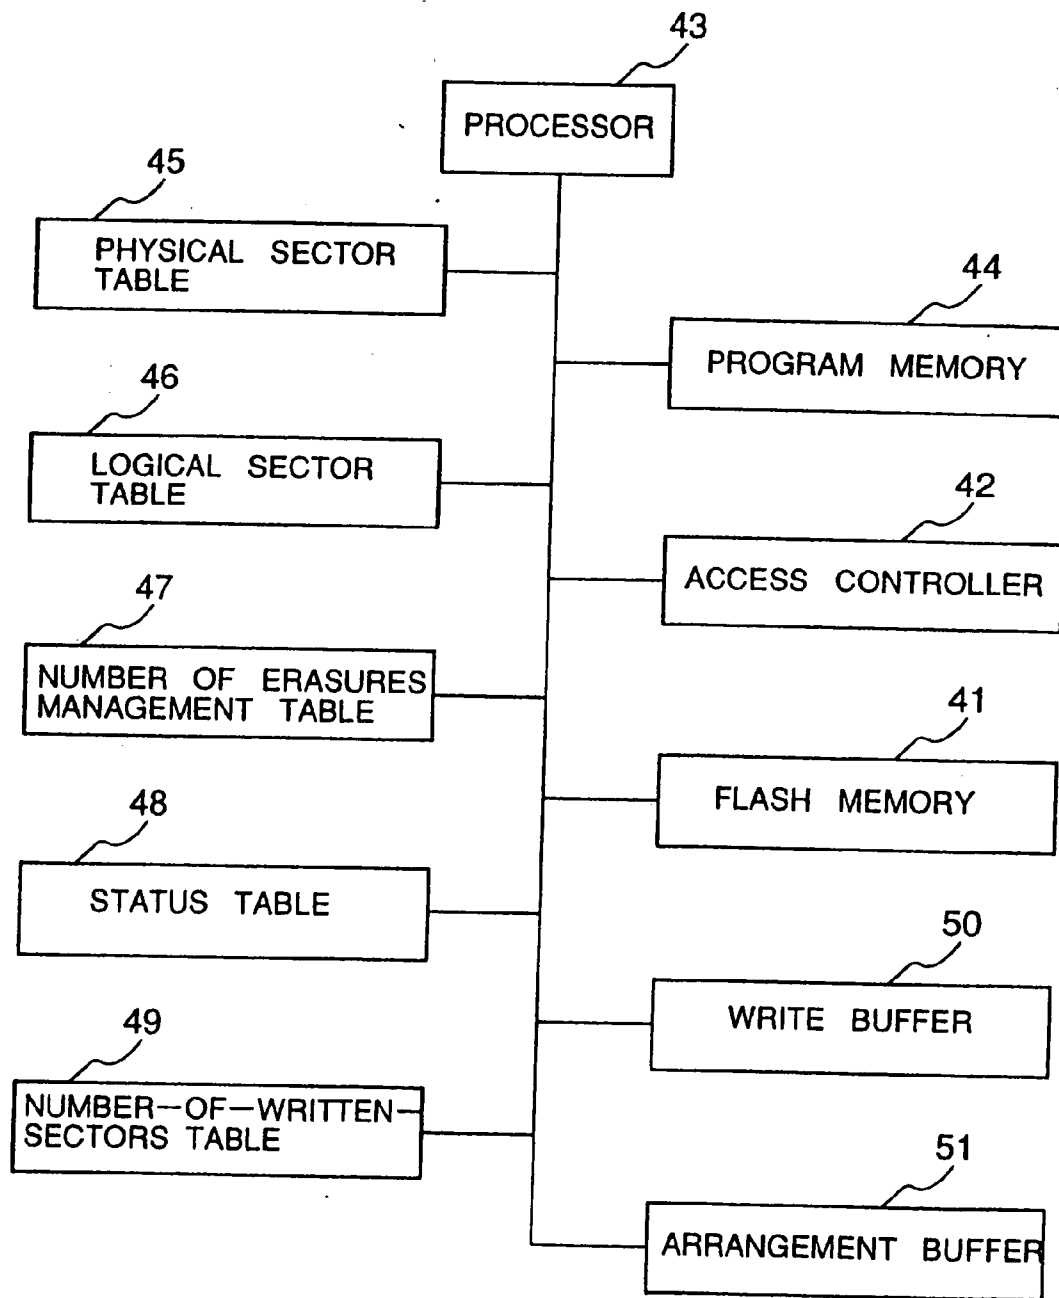 43
PROCESSOR
45
PHYSICAL SECTOR
TABLE
44
PROGRAM MEMORY
46
LOGICAL SECTOR
TABLE
42
ACCESS CONTROLLER
47
NUMBER OF ERASURES
MANAGEMENT TABLE
41
FLASH MEMORY
48
STATUS TABLE
50
WRITE BUFFER
49
NUMBER-OF-WRITTEN-
SECTORS TABLE
51
ARRANGEMENT BUFFER